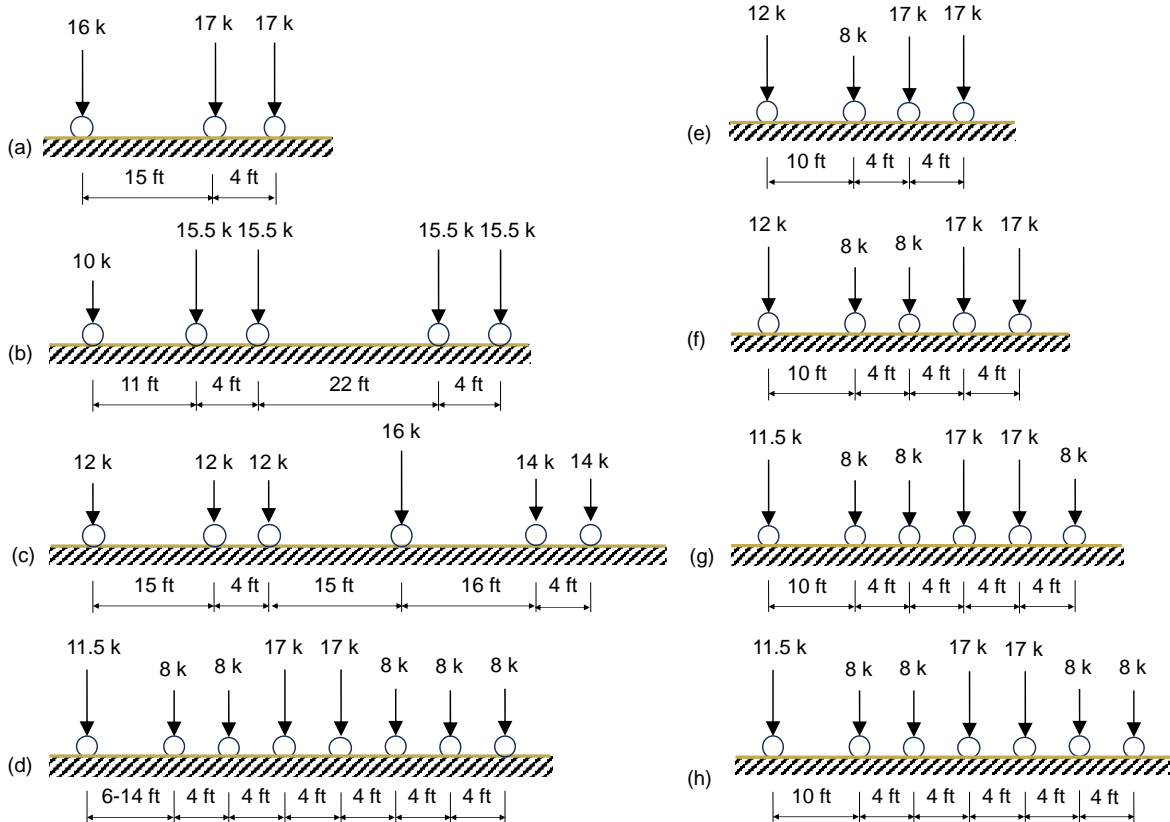 16 k 17 k 17 k
(a)
15 ft 4 ft
10 k 15.5 k 15.5 k 15.5 k 15.5 k
(b)
11 ft 4 ft 22 ft 4 ft
12 k 12 k 12 k 16 k 14 k 14 k
(c)
15 ft 4 ft 15 ft 16 ft 4 ft
11.5 k 8 k 8 k 17 k 17 k 8 k 8 k 8 k
(d)
6-14 ft 4 ft 4 ft 4 ft 4 ft 4 ft 4 ft
12 k 8 k 17 k 17 k
(e)
10 ft 4 ft 4 ft
12 k 8 k 8 k 17 k 17 k
(f)
10 ft 4 ft 4 ft 4 ft
11.5 k 8 k 8 k 17 k 17 k 8 k
(g)
10 ft 4 ft 4 ft 4 ft 4 ft
11.5 k 8 k 8 k 17 k 17 k 8 k 8 k
(h)
10 ft 4 ft 4 ft 4 ft 4 ft 4 ft